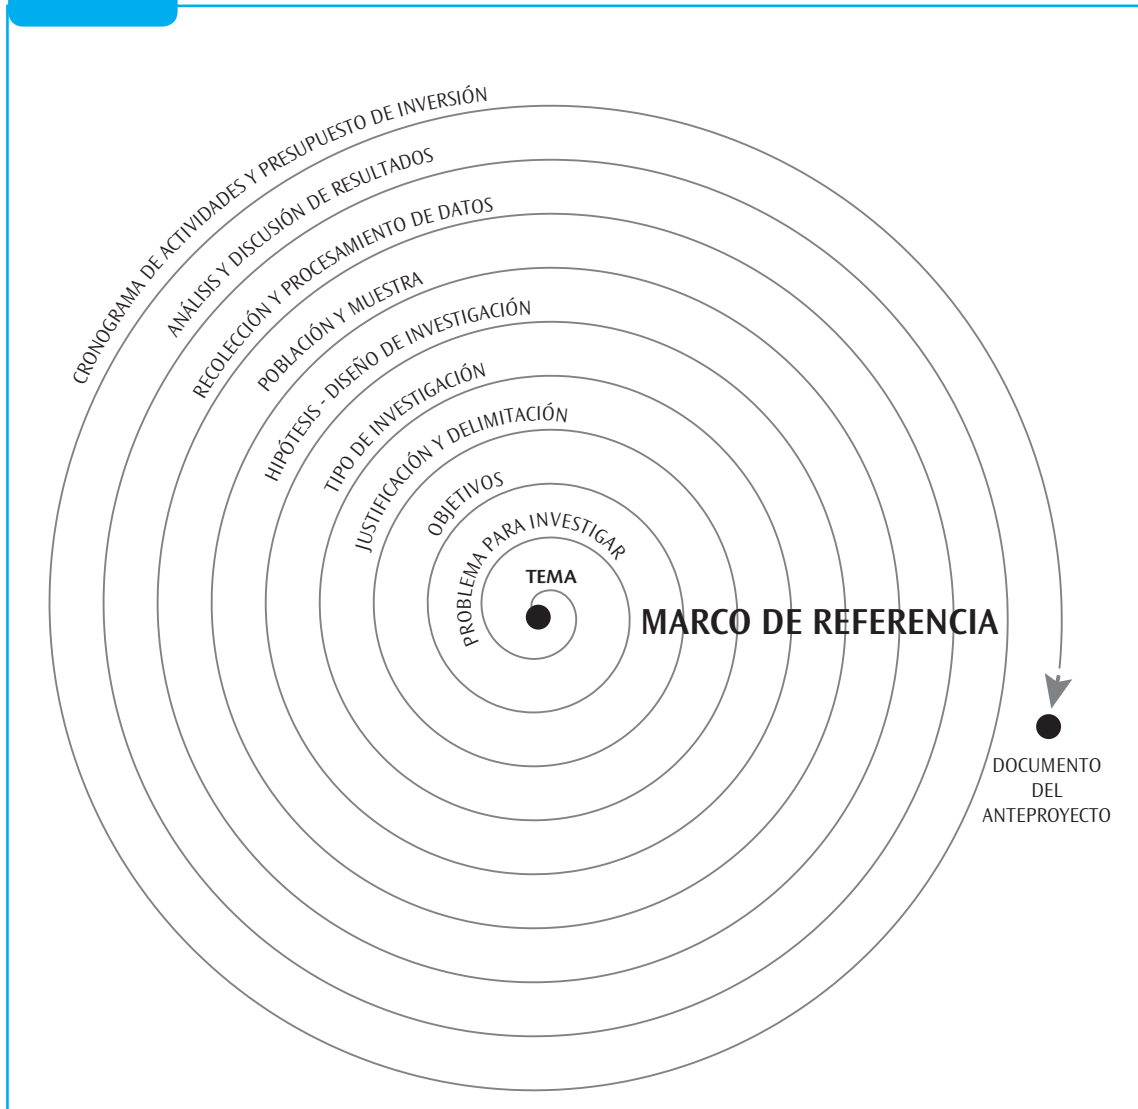 CRONOGRAMA DE ACTIVIDADES Y PRESUPUESTO DE INVERSIÓN
ANÁLISIS Y DISCUSIÓN DE RESULTADOS
RECOLECCIÓN Y PROCESAMIENTO DE DATOS
POBLACIÓN Y MUESTRA
HIPÓTESIS - DISEÑO DE INVESTIGACIÓN
TIPO DE INVESTIGACIÓN
JUSTIFICACIÓN Y DELIMITACIÓN
OBJETIVOS
PROBLEMA PARA INVESTIGAR
TEMA
MARCO DE REFERENCIA
DOCUMENTO
DEL
ANTEPROYECTO